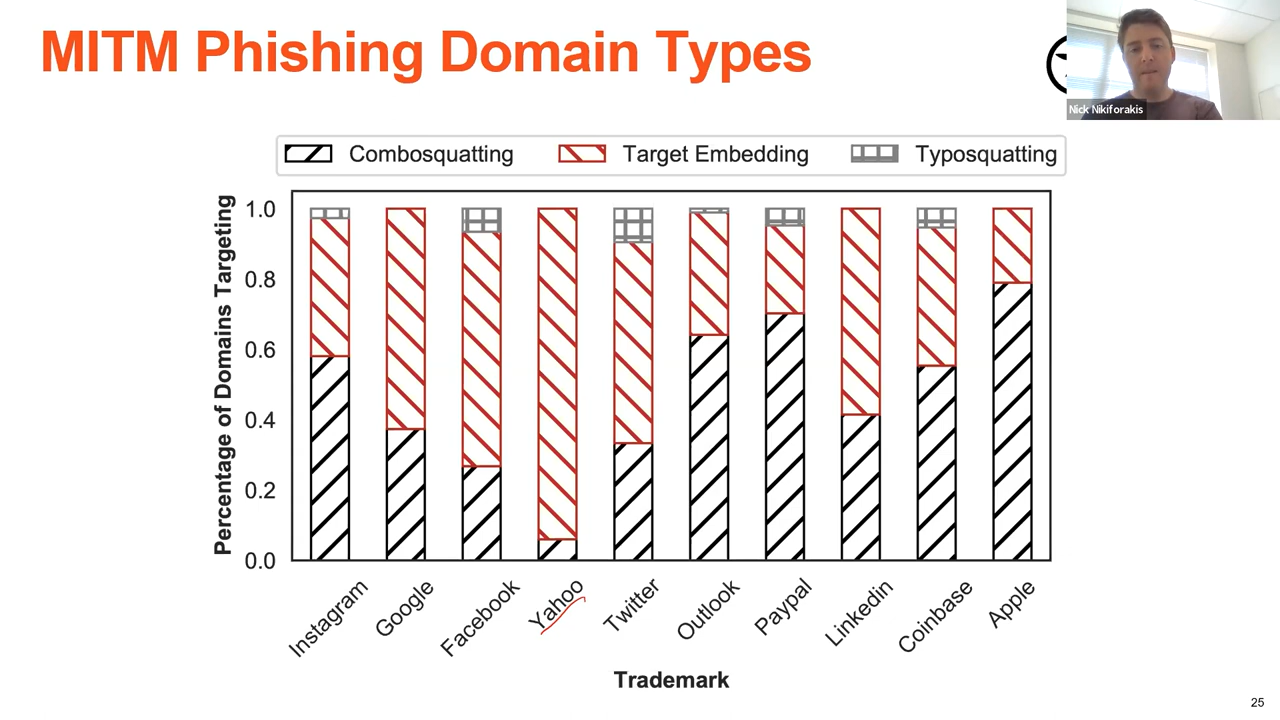 MITM Phishing Domain Types
Nick Nikiforakis
Combosquatting Target Embedding Typosquatting
Percentage of Domains Targeting
1.0
0.8
0.6
0.4
0.2
0.0
Instagram Google Facebook Yahoo Twitter Outlook Paypal Linkedin Coinbase Apple
Trademark
25